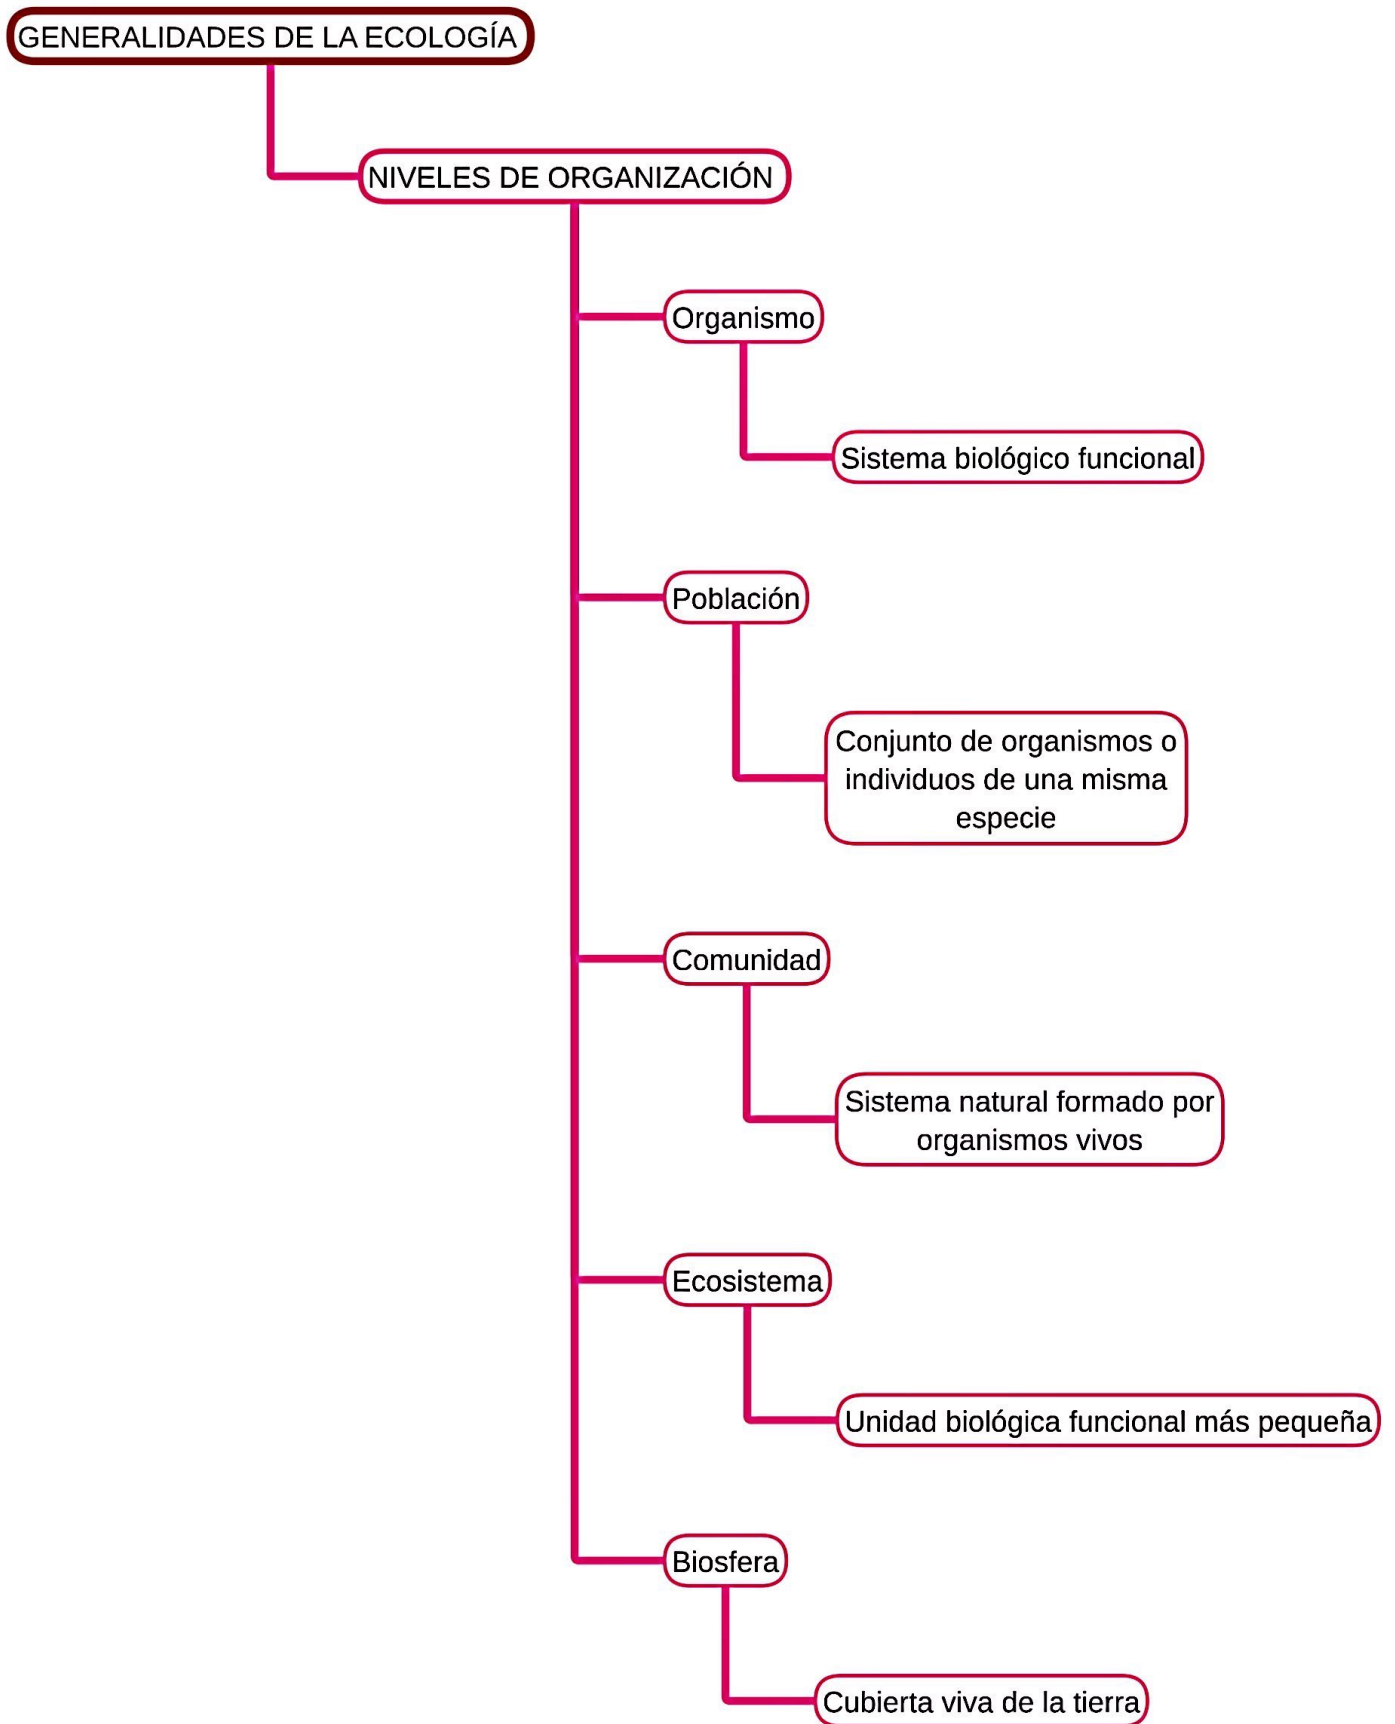 GENERALIDADES DE LA ECOLOGÍA
NIVELES DE ORGANIZACIÓN
Organismo
Sistema biológico funcional
Población
Conjunto de organismos o
individuos de una misma
especie
Comunidad
Sistema natural formado por
organismos vivos
Ecosistema
Unidad biológica funcional más pequeña
Biosfera
Cubierta viva de la tierra